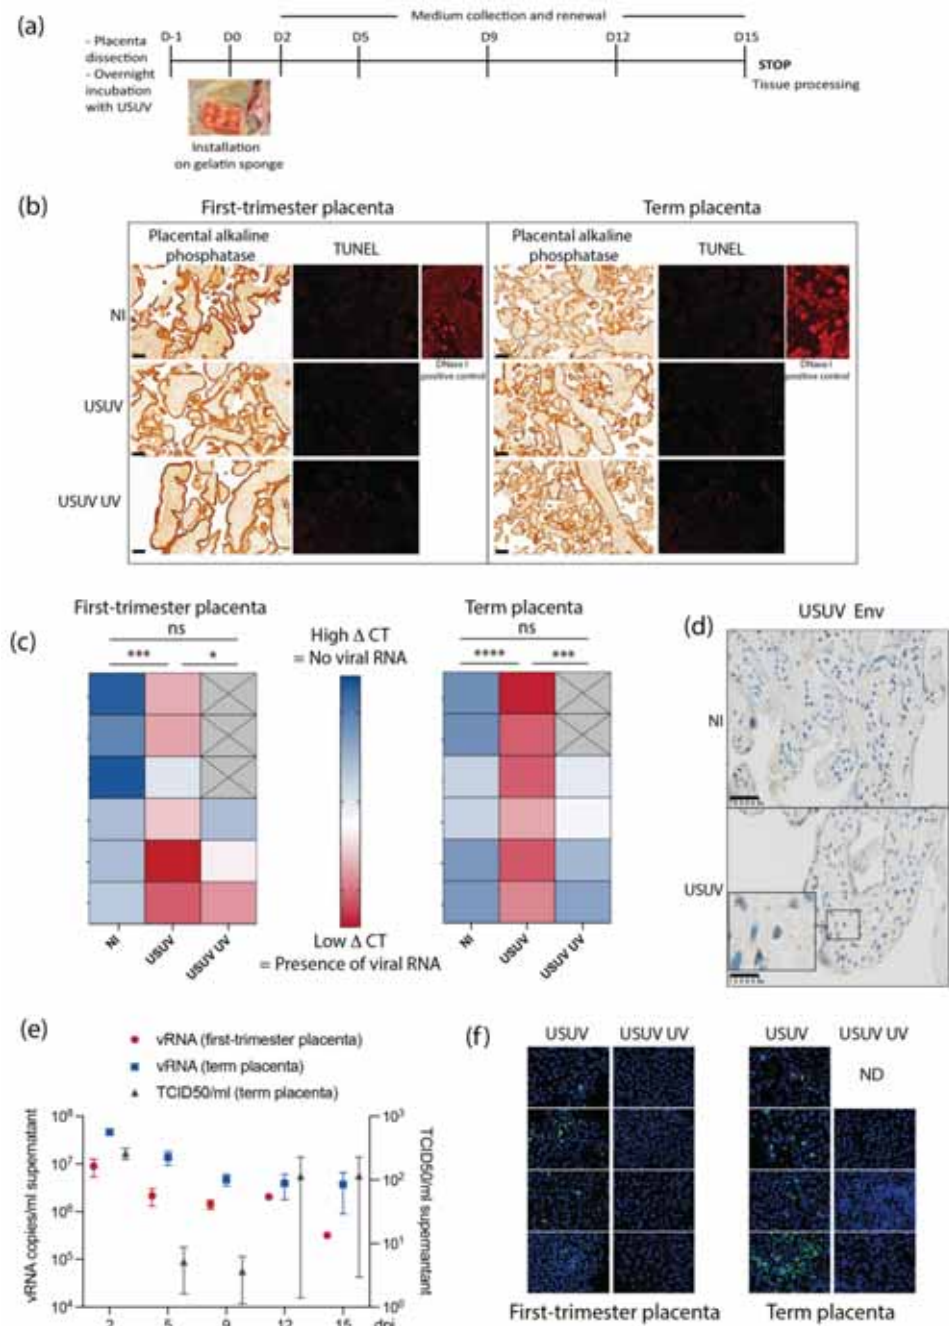 (a)
Medium collection and renewal
D-1 D0 D2 D5 D9 D12 D15
- Placenta
dissection
- Overnight
incubation
with USUV
STOP
Tissue processing
Installation
on gelatin sponge
(b)
First-trimester placenta
Term placenta
Placental alkaline
phosphatase
TUNEL
Placental alkaline
phosphatase
TUNEL
NI
DNase I
positive control
DNase I
positive control
USUV
USUV UV
(c)
First-trimester placenta
ns
*** *
High Δ CT
= No viral RNA
Low Δ CT
= Presence of viral RNA
NI USUV USUV UV
Term placenta
ns
**** ***
NI USUV USUV UV
(d)
USUV Env
NI
USUV
(e)
vRNA (first-trimester placenta)
vRNA (term placenta)
TCID50/ml (term placenta)
vRNA copies/ml supernatant
10⁸
10⁷
10⁶
10⁵
10⁴
TCID50/ml supernantant
10³
10²
10¹
10⁰
2 5 9 12 15 dpi
(f)
USUV USUV UV
USUV USUV UV
ND
First-trimester placenta
Term placenta